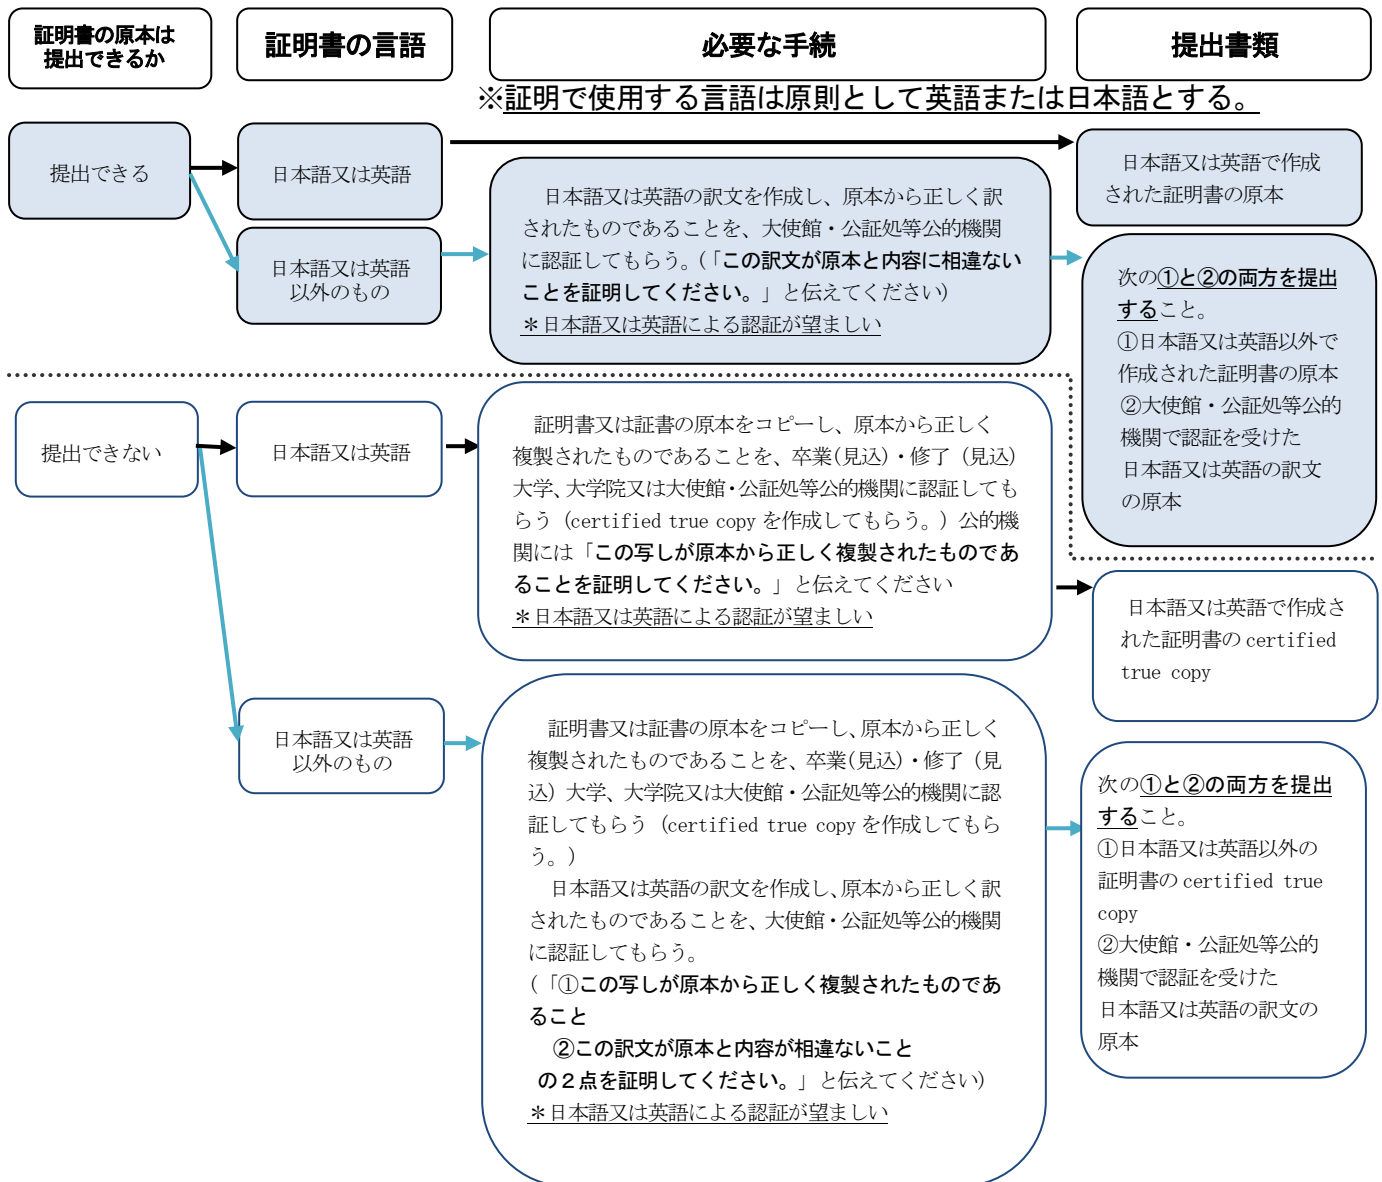 証明書の原本は
提出できるか
証明書の言語
必要な手続
提出書類
※証明で使用する言語は原則として英語または日本語とする。
提出できる
日本語又は英語
日本語又は英語で作成
された証明書の原本
日本語又は英語
以外のもの
日本語又は英語の訳文を作成し、原本から正しく訳
されたものであることを、大使館・公証処等公的機関
に認証してもらう。(「この訳文が原本と内容に相違ない
ことを証明してください。」と伝えてください)
＊日本語又は英語による認証が望ましい
次の①と②の両方を提出
すること。
①日本語又は英語以外で
作成された証明書の原本
②大使館・公証処等公的
機関で認証を受けた
日本語又は英語の訳文
の原本
提出できない
日本語又は英語
証明書又は証書の原本をコピーし、原本から正しく
複製されたものであることを、卒業(見込)・修了（見込）
大学、大学院又は大使館・公証処等公的機関に認証しても
らう（certified true copy を作成してもらう。）公的機
関には「この写しが原本から正しく複製されたものであ
ることを証明してください。」と伝えてください
＊日本語又は英語による認証が望ましい
日本語又は英語で作成さ
れた証明書の certified
true copy
日本語又は英語
以外のもの
証明書又は証書の原本をコピーし、原本から正しく
複製されたものであることを、卒業(見込)・修了（見
込）大学、大学院又は大使館・公証処等公的機関に認
証してもらう（certified true copy を作成してもら
う。）
日本語又は英語の訳文を作成し、原本から正しく訳
されたものであることを、大使館・公証処等公的機関
に認証してもらう。
(「①この写しが原本から正しく複製されたものであ
ること
②この訳文が原本と内容が相違ないこと
の２点を証明してください。」と伝えてください)
＊日本語又は英語による認証が望ましい
次の①と②の両方を提出
すること。
①日本語又は英語以外の
証明書の certified true
copy
②大使館・公証処等公的
機関で認証を受けた
日本語又は英語の訳文の
原本